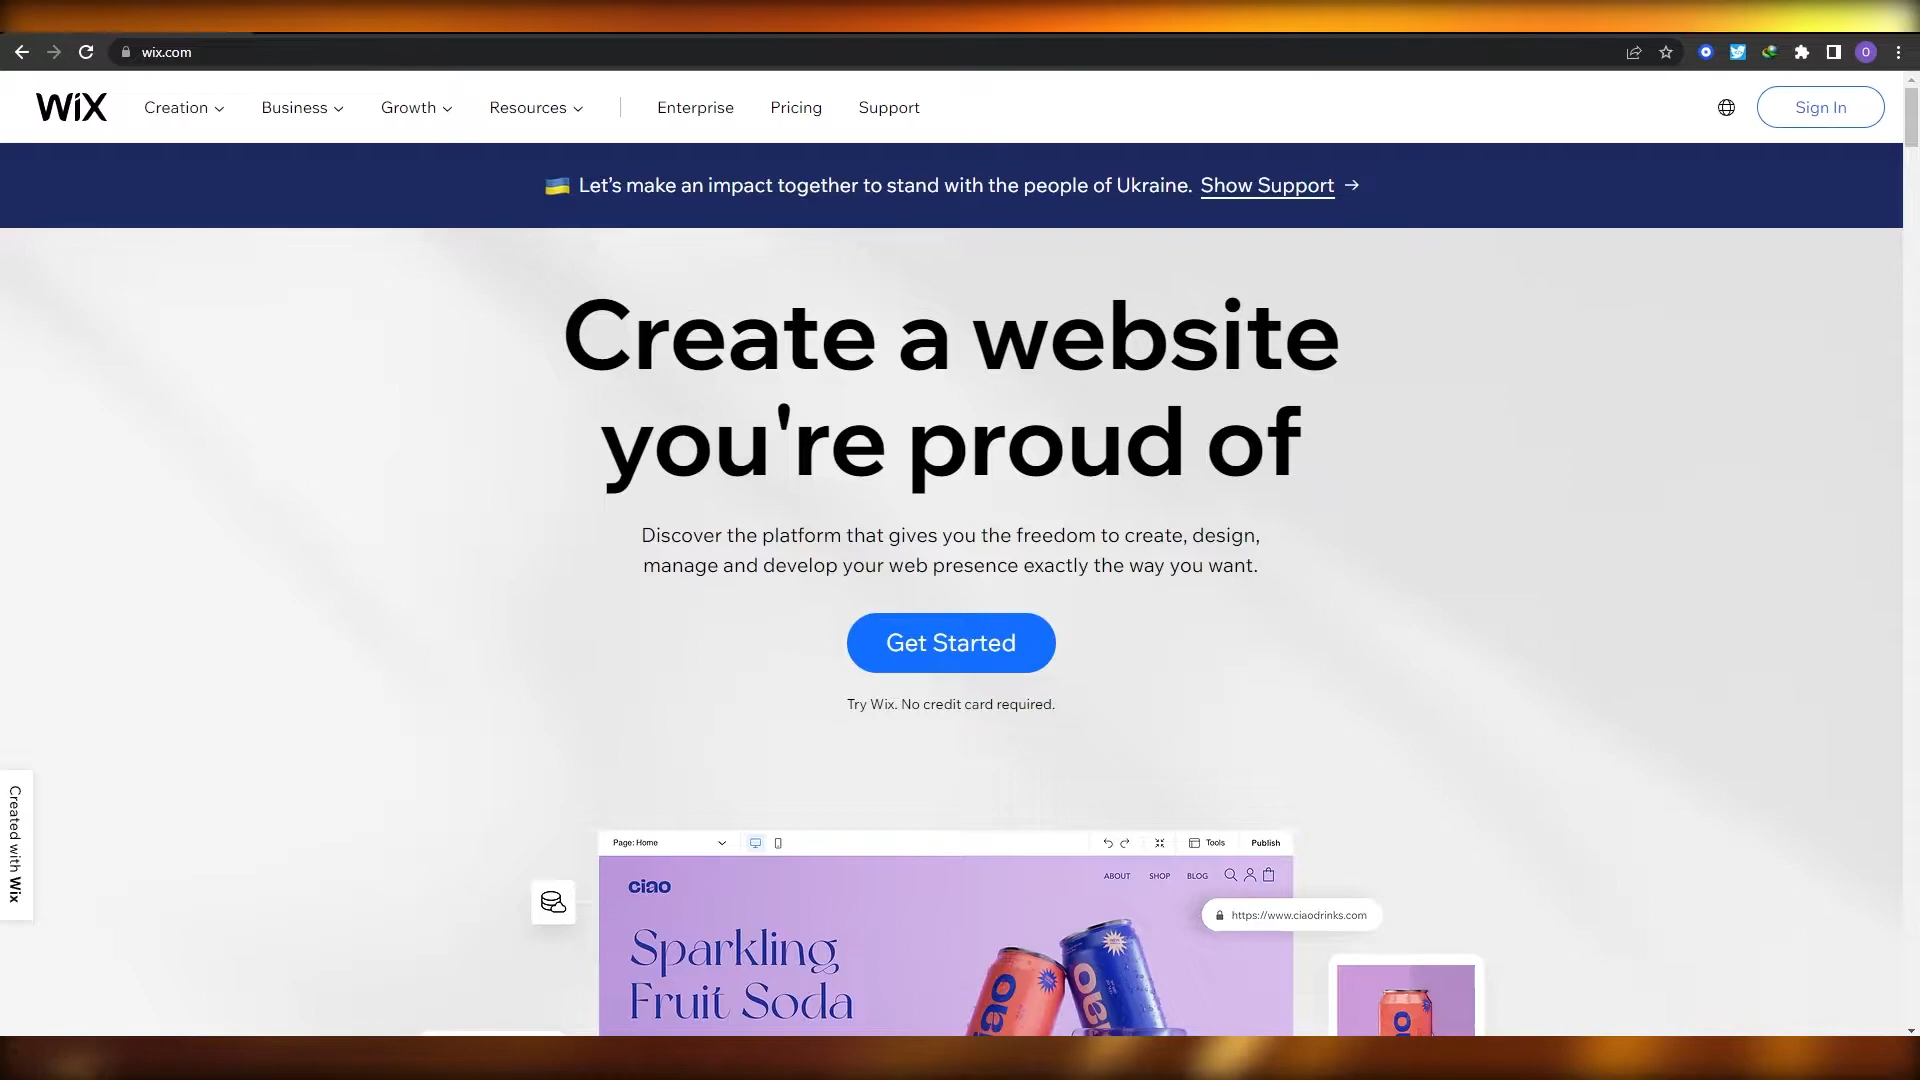 wix.com
O
WiX
Creation
Business
Growth
Resources
Enterprise
Pricing
Support
Sign In
Let's make an impact together to stand with the people of Ukraine. Show Support →
Create a website
you're proud of
Discover the platform that gives you the freedom to create, design,
manage and develop your web presence exactly the way you want.
Get Started
Try Wix. No credit card required.
Created with Wix
Page: Home
Tools
Publish
ciao
ABOUT
SHOP
BLOG
https://www.ciaodrinks.com
Sparkling
Fruit Soda